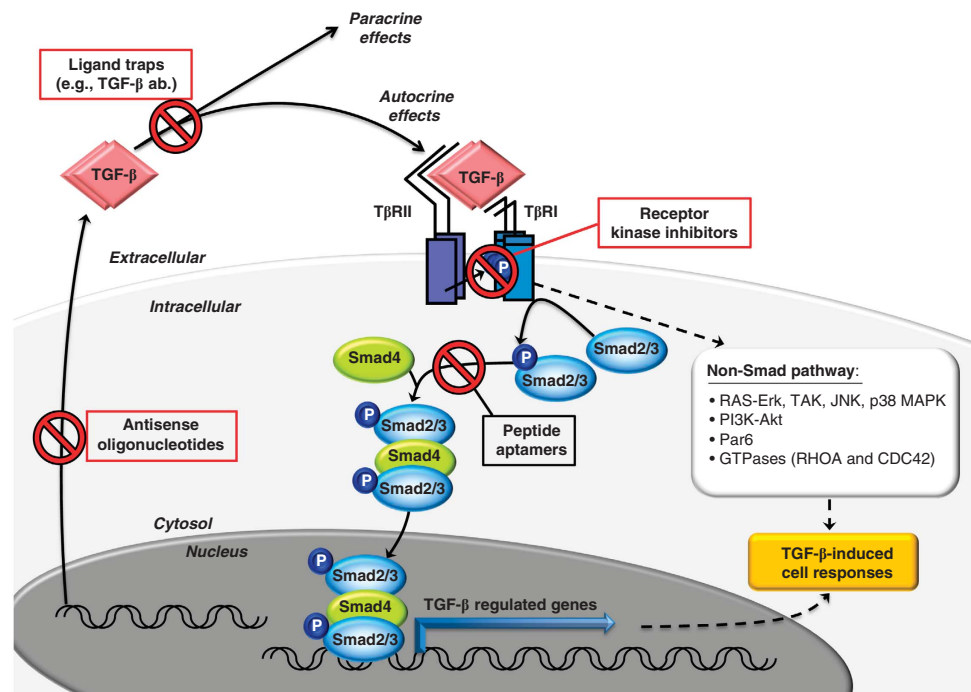 Paracrine
effects
Ligand traps
(e.g., TGF-β ab.)
Autocrine
effects
TGF-β
TGF-β
TβRII
TβRI
Receptor
kinase inhibitors
P
Extracellular
Intracellular
Smad4
P
Smad2/3
Smad2/3
Non-Smad pathway:
• RAS-Erk, TAK, JNK, p38 MAPK
• PI3K-Akt
• Par6
• GTPases (RHOA and CDC42)
Antisense
oligonucleotides
P
Smad2/3
Smad4
P
Smad2/3
Peptide
aptamers
Cytosol
Nucleus
TGF-β-induced
cell responses
P
Smad2/3
Smad4
P
Smad2/3
TGF-β regulated genes